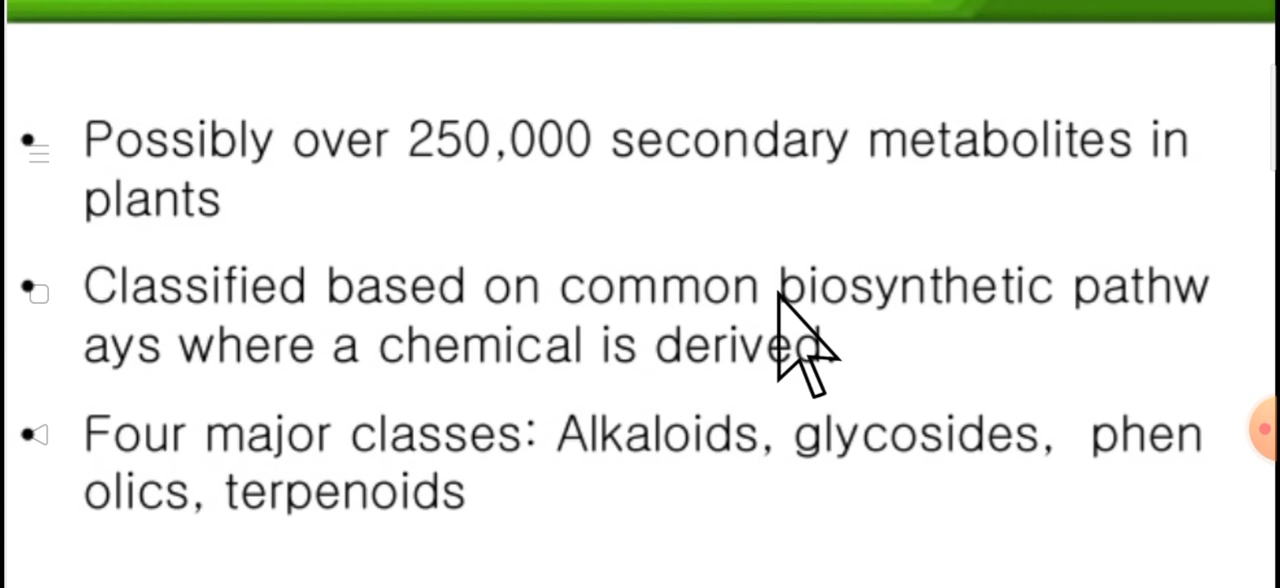 • Possibly over 250,000 secondary metabolites in
plants
• Classified based on common biosynthetic pathw
ays where a chemical is derived.
• Four major classes: Alkaloids, glycosides, phen
olics, terpenoids